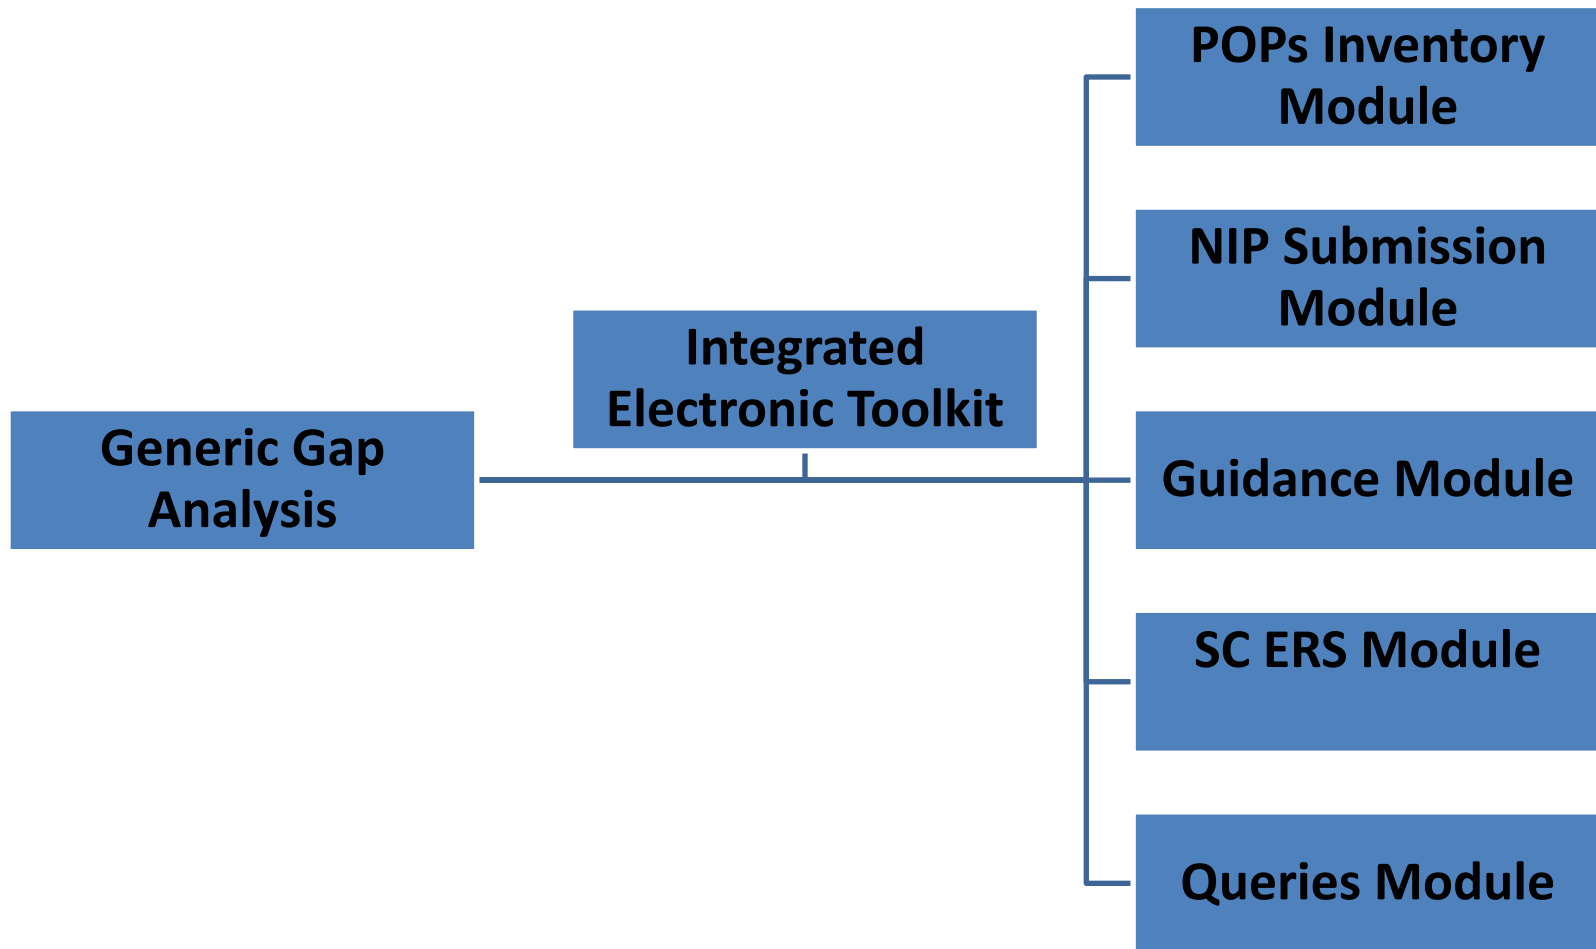 POPs Inventory
Module
NIP Submission
Module
Integrated
Electronic Toolkit
Generic Gap
Analysis
Guidance Module
SC ERS Module
Queries Module